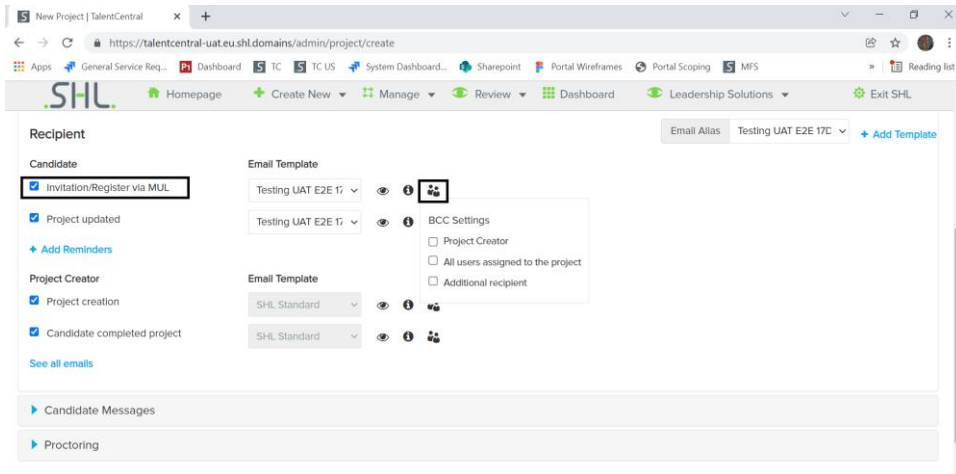 New Project | TalentCentral
https://talentcentral-uat.eu.shl.domains/admin/project/create
Apps General Service Req... Dashboard TC TC US System Dashboard... Sharepoint Portal Wireframes Portal Scoping MFS » Reading list
SHL. Homepage Create New Manage Review Dashboard Leadership Solutions Exit SHL
Recipient Email Alias Testing UAT E2E 17D + Add Template
Candidate Email Template
Invitation/Register via MUL Testing UAT E2E 17
Project updated Testing UAT E2E 17 BCC Settings
Project Creator
+ Add Reminders All users assigned to the project
Project Creator Email Template Additional recipient
Project creation SHL Standard
Candidate completed project SHL Standard
See all emails
Candidate Messages
Proctoring